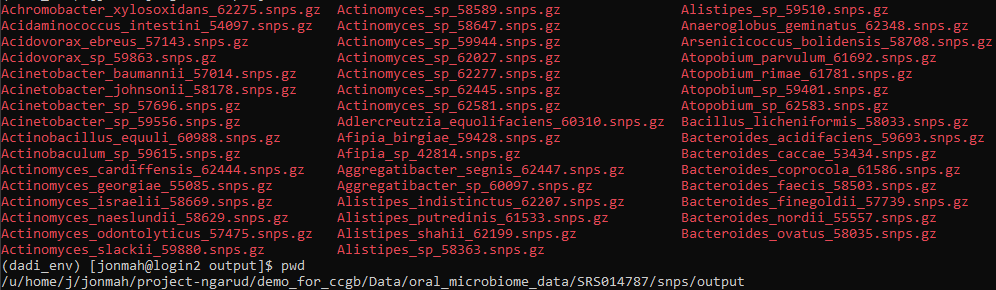 Achromobacter_xylosoxidans_62275.snps.gz Actinomyces_sp_58589.snps.gz Alistipes_sp_59510.snps.gz
Acidaminococcus_intestini_54097.snps.gz Actinomyces_sp_58647.snps.gz Anaeroglobus_geminatus_62348.snps.gz
Acidovorax_ebreus_57143.snps.gz Actinomyces_sp_59944.snps.gz Arsenicicoccus_bolidensis_58708.snps.gz
Acidovorax_sp_59863.snps.gz Actinomyces_sp_62027.snps.gz Atopobium_parvulum_61692.snps.gz
Acinetobacter_baumannii_57014.snps.gz Actinomyces_sp_62277.snps.gz Atopobium_rimae_61781.snps.gz
Acinetobacter_johnsonii_58178.snps.gz Actinomyces_sp_62445.snps.gz Atopobium_sp_59401.snps.gz
Acinetobacter_sp_57696.snps.gz Actinomyces_sp_62581.snps.gz Atopobium_sp_62583.snps.gz
Acinetobacter_sp_59556.snps.gz Adlercreutzia_equolifaciens_60310.snps.gz Bacillus_licheniformis_58033.snps.gz
Actinobacillus_equuli_60988.snps.gz Afipia_birgiae_59428.snps.gz Bacteroides_acidifaciens_59693.snps.gz
Actinobaculum_sp_59615.snps.gz Afipia_sp_42814.snps.gz Bacteroides_caccae_53434.snps.gz
Actinomyces_cardiffensis_62444.snps.gz Aggregatibacter_segnis_62447.snps.gz Bacteroides_coprocola_61586.snps.gz
Actinomyces_georgiae_55085.snps.gz Aggregatibacter_sp_60097.snps.gz Bacteroides_faecis_58503.snps.gz
Actinomyces_israelii_58669.snps.gz Alistipes_indistinctus_62207.snps.gz Bacteroides_finegoldii_57739.snps.gz
Actinomyces_naeslundii_58629.snps.gz Alistipes_putredinis_61533.snps.gz Bacteroides_nordii_55557.snps.gz
Actinomyces_odontolyticus_57475.snps.gz Alistipes_shahii_62199.snps.gz Bacteroides_ovatus_58035.snps.gz
Actinomyces_slackii_59880.snps.gz Alistipes_sp_58363.snps.gz
(dadi_env) [jonmah@login2 output]$ pwd
/u/home/j/jonmah/project-ngarud/demo_for_ccgb/Data/oral_microbiome_data/SRS014787/snps/output